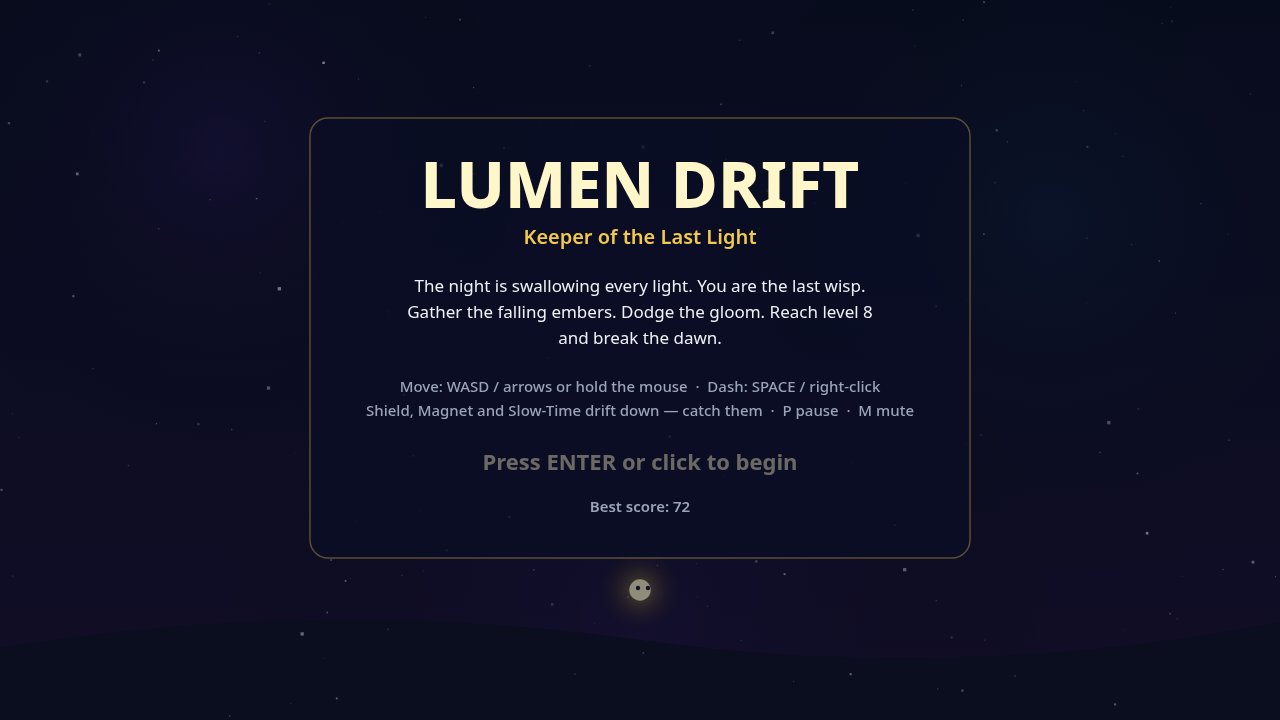 LUMEN DRIFT
Keeper of the Last Light
The night is swallowing every light. You are the last wisp.
Gather the falling embers. Dodge the gloom. Reach level 8
and break the dawn.
Move: WASD / arrows or hold the mouse · Dash: SPACE / right-click
Shield, Magnet and Slow-Time drift down — catch them · P pause · M mute
Press ENTER or click to begin
Best score: 72